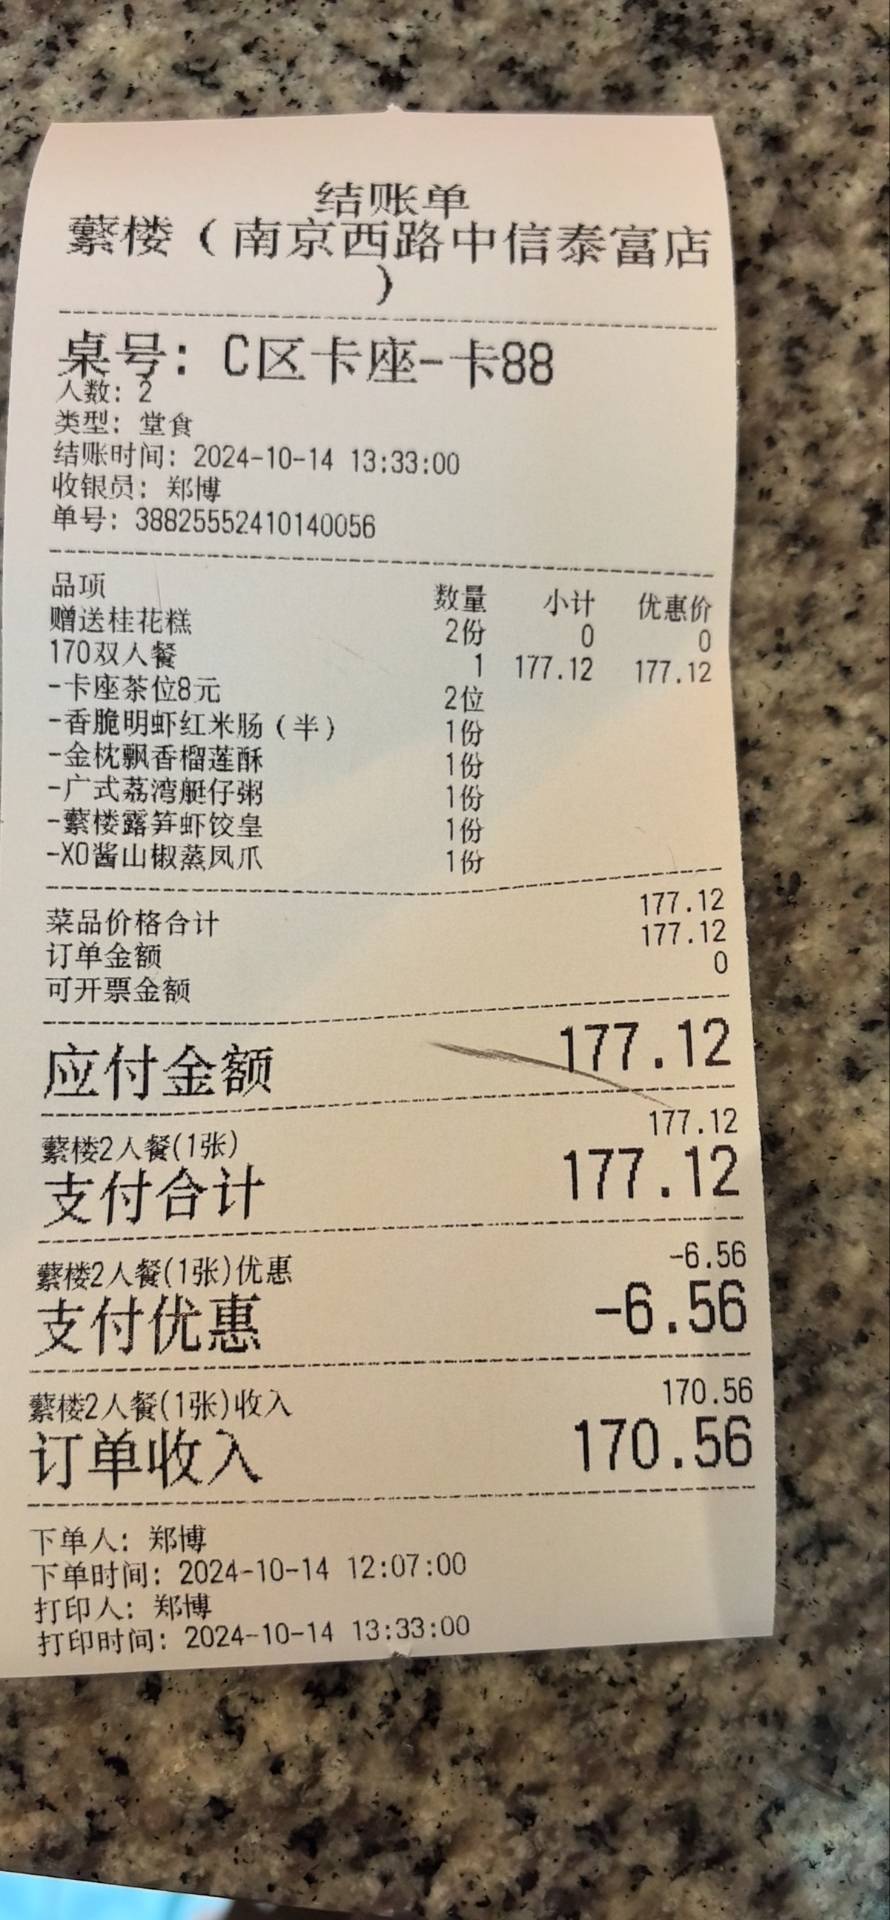 结账单
蘩楼（南京西路中信泰富店
）
桌号：C区卡座-卡88
人数：2
类型：堂食
结账时间：2024-10-14 13:33:00
收银员：郑博
单号：38825552410140056
品项 数量 小计 优惠价
赠送桂花糕 2份 0 0
170双人餐 1 177.12 177.12
-卡座茶位8元 2位
-香脆明虾红米肠（半） 1份
-金枕飘香榴莲酥 1份
-广式荔湾艇仔粥 1份
-蘩楼露笋虾饺皇 1份
-XO酱山椒蒸凤爪 1份
菜品价格合计 177.12
订单金额 177.12
可开票金额 0
应付金额 177.12
蘩楼2人餐(1张) 177.12
支付合计 177.12
蘩楼2人餐(1张)优惠 -6.56
支付优惠 -6.56
蘩楼2人餐(1张)收入 170.56
订单收入 170.56
下单人：郑博
下单时间：2024-10-14 12:07:00
打印人：郑博
打印时间：2024-10-14 13:33:00